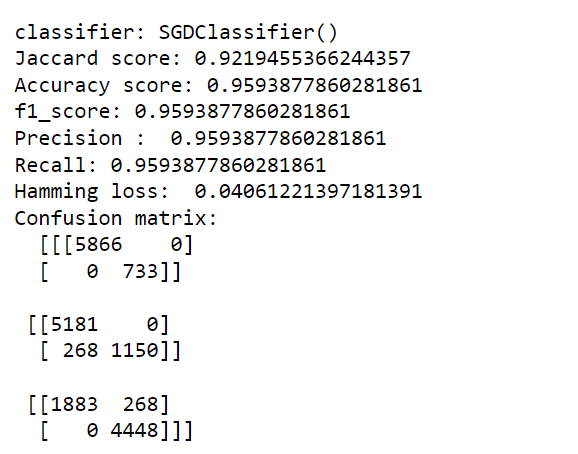 classifier: SGDClassifier()
Jaccard score: 0.9219455366244357
Accuracy score: 0.9593877860281861
f1_score: 0.9593877860281861
Precision :  0.9593877860281861
Recall: 0.9593877860281861
Hamming loss:  0.04061221397181391
Confusion matrix:
  [[[5866    0]
  [   0  733]]

 [[5181    0]
  [ 268 1150]]

 [[1883  268]
  [   0 4448]]]